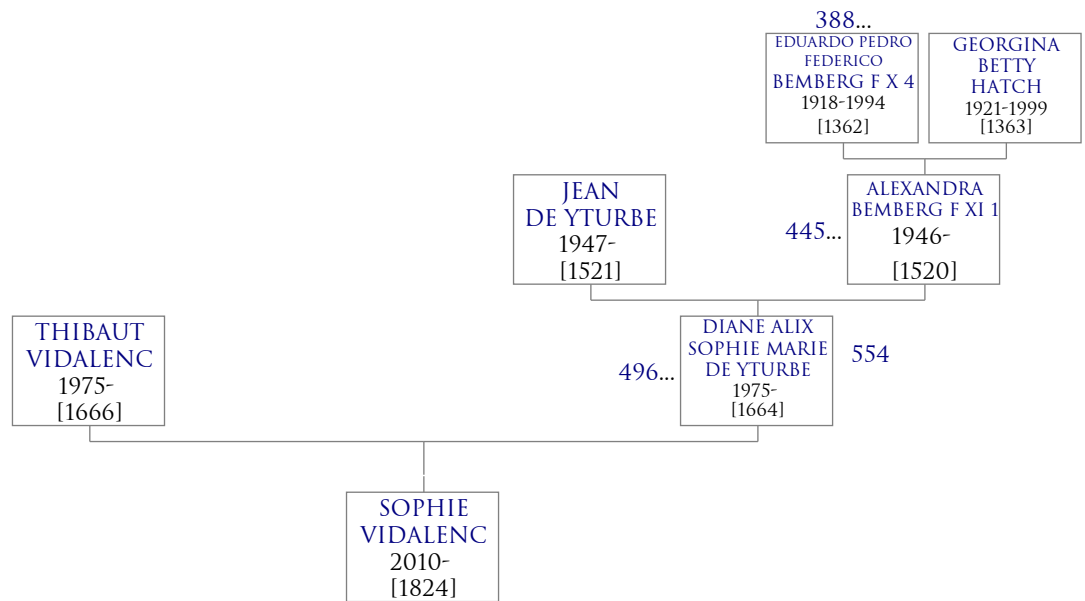 388...
EDUARDO PEDRO
FEDERICO
BEMBERG F X 4
1918-1994
[1362]
GEORGINA
BETTY
HATCH
1921-1999
[1363]
JEAN
DE YTURBE
1947-
[1521]
445...
ALEXANDRA
BEMBERG F XI 1
1946-
[1520]
THIBAUT
VIDALENC
1975-
[1666]
496...
DIANE ALIX
SOPHIE MARIE
DE YTURBE
1975-
[1664]
554
SOPHIE
VIDALENC
2010-
[1824]